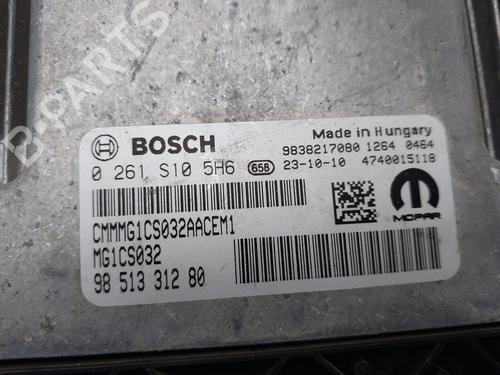 B-PARTS
BOSCH
Made in Hungary
9838217080 1264 0464
0 261 S10 5H6 65B 23-10-10 4740015118
CMMMG1CS032AACEM1
MG1CS032
98 513 312 80
MOPAR